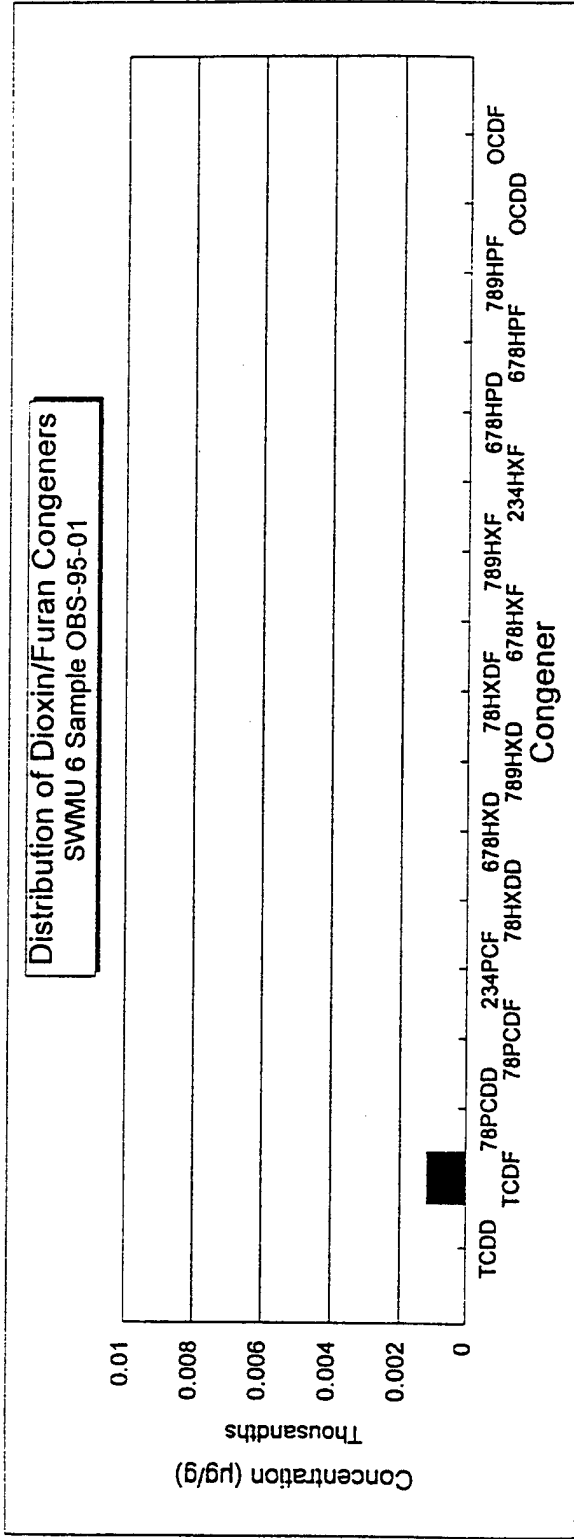 Distribution of Dioxin/Furan Congeners
SWMU 6 Sample OBS-95-01
Concentration (µg/g)
Thousandths
0.01
0.008
0.006
0.004
0.002
0
TCDD
TCDF
78PCDD
78PCDF
234PCF
78HXDD
678HXD
789HXD
78HXDF
678HXF
789HXF
234HXF
678HPD
678HPF
789HPF
OCDD
OCDF
Congener